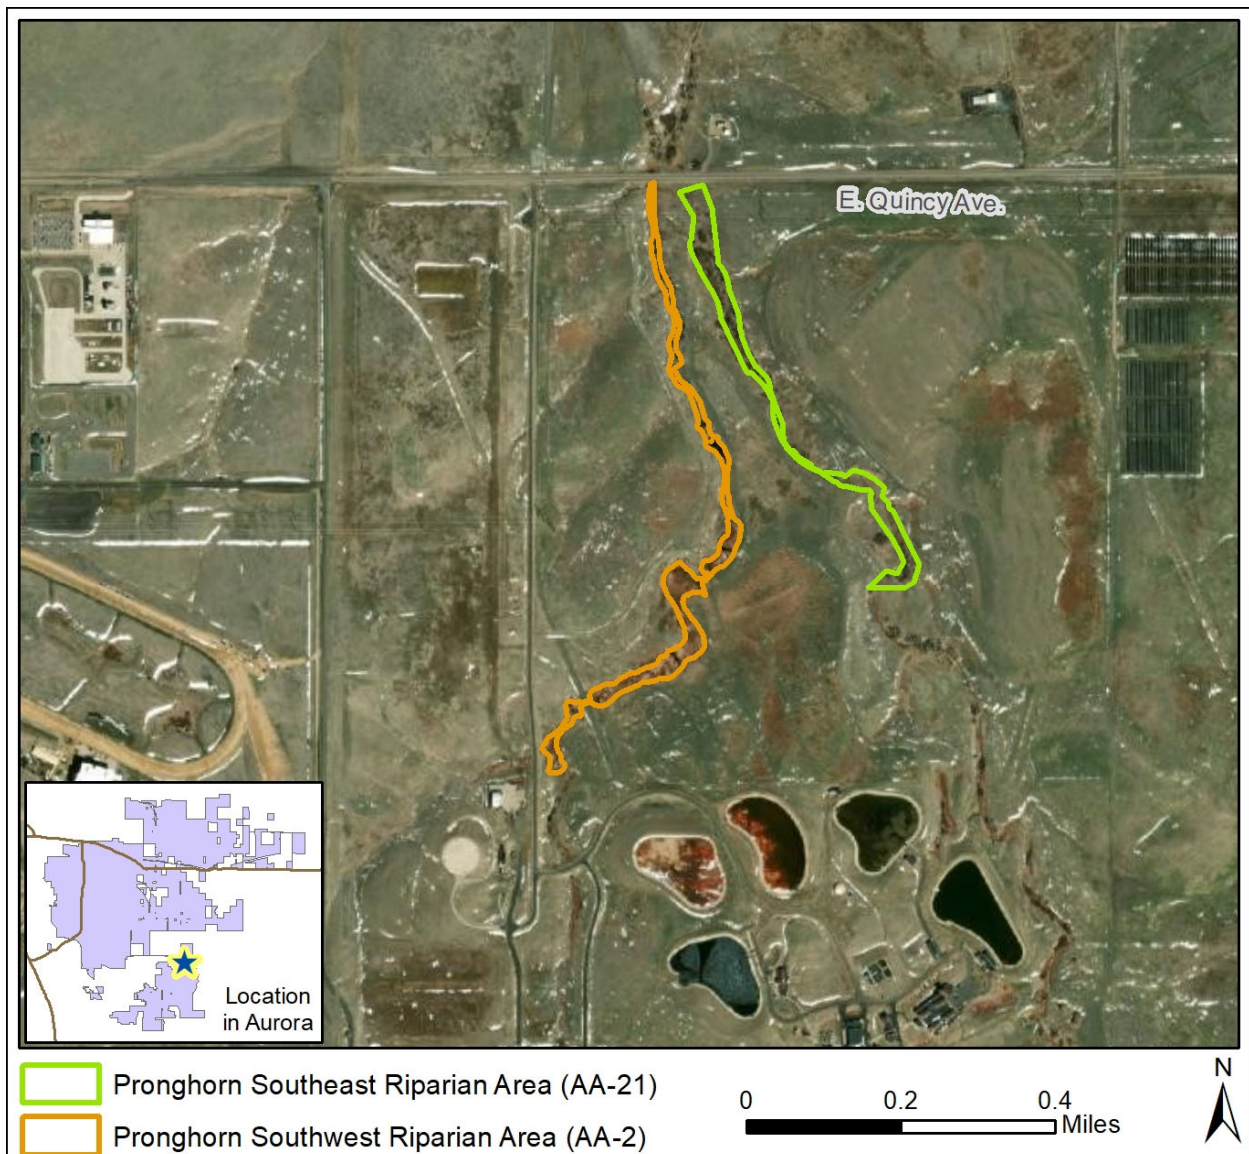 E. Quincy Ave.
Location
in Aurora
Pronghorn Southeast Riparian Area (AA-21)
Pronghorn Southwest Riparian Area (AA-2)
0 0.2 0.4
Miles
N